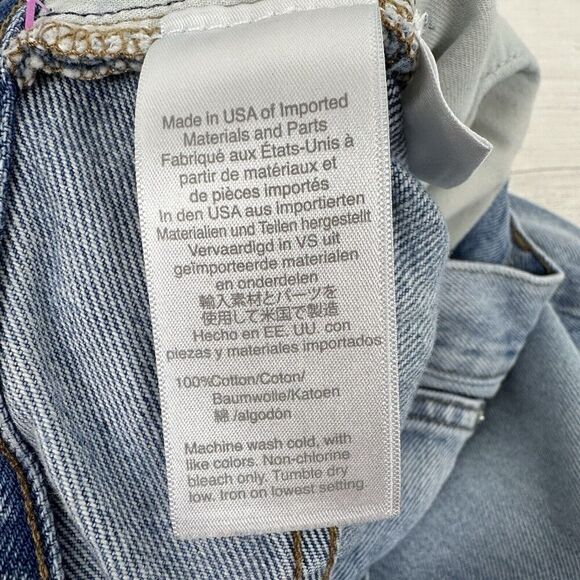 Made in USA of Imported
Materials and Parts
Fabriqué aux États-Unis à
partir de matériaux et
de pièces importés
In den USA aus Importierten
Materialien und Teilen hergestellt
Vervaardigd in VS uit
geïmporteerde materialen
en onderdelen
輸入素材とパーツを
使用して米国で製造
Hecho en EE. UU. con
piezas y materiales importados
100%Cotton/Coton/
Baumwolle/Katoen
綿 /algodon
Machine wash cold, with
like colors. Non-chlorine
bleach only. Tumble dry
low. Iron on lowest setting.